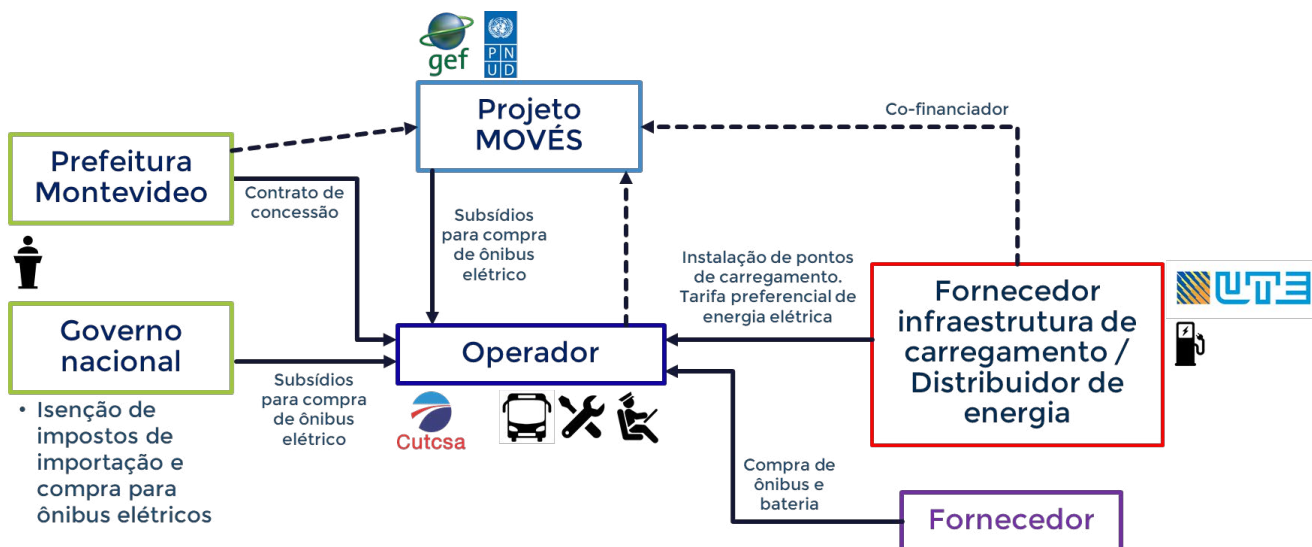 gef
P N
U D
Projeto
MOVÉS
Co-financiador
Prefeitura
Montevideo
Contrato de
concessão
Subsídios
para compra
de ônibus
elétrico
Instalação de pontos
de carregamento.
Tarifa preferencial de
energia elétrica
Fornecedor
infraestrutura de
carregamento /
Distribuidor de
energia
UTE
Governo
nacional
Operador
Subsídios
para compra
de ônibus
elétrico
Cutcsa
• Isenção de
impostos de
importação e
compra para
ônibus elétricos
Compra de
ônibus e
bateria
Fornecedor